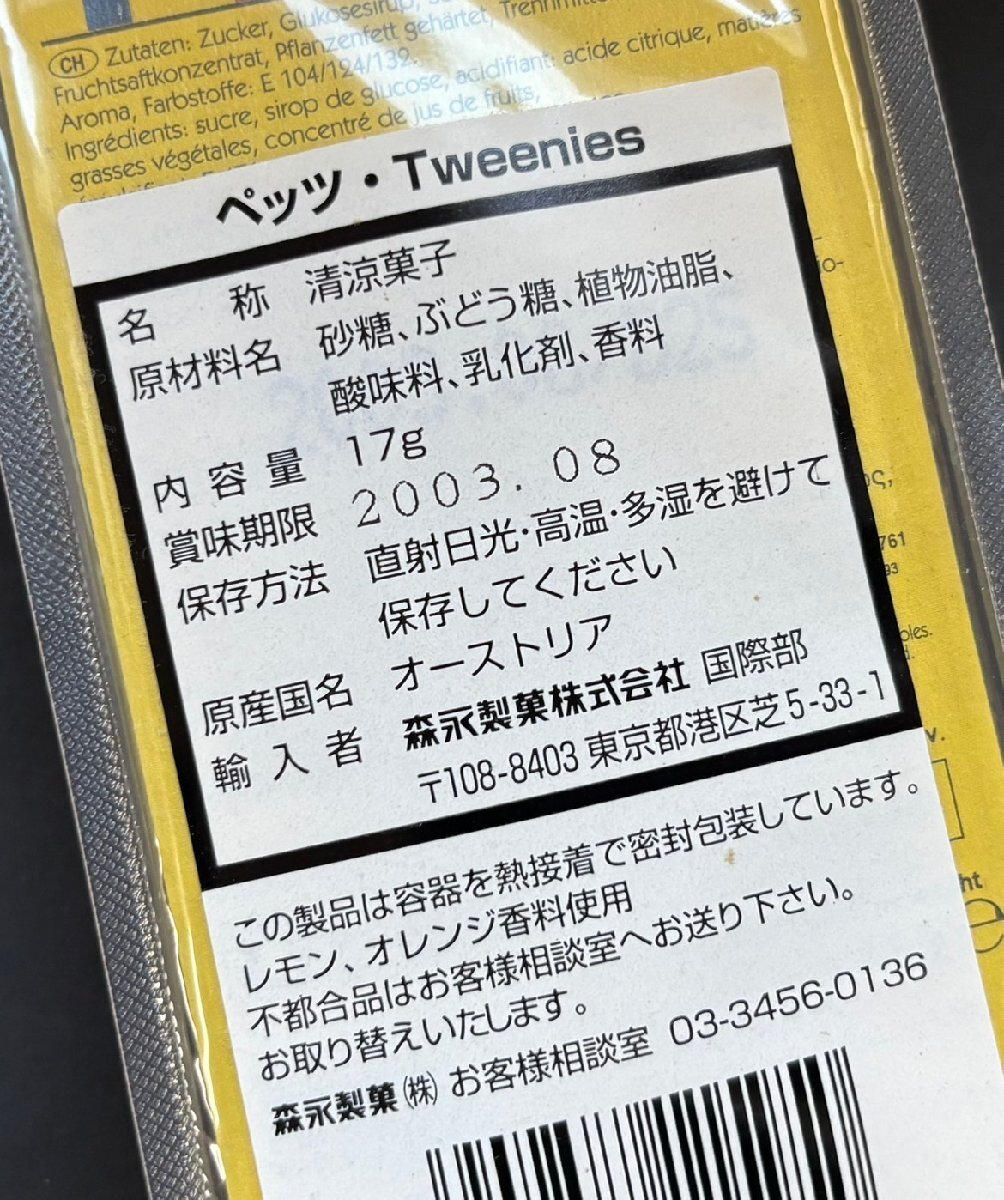 CH Zutaten: Zucker, Glukosesirup,
Fruchtsaftkonzentrat, Pflanzenfett gehärtet, Trennmitte
Aroma, Farbstoffe: E 104/124/132.
Ingrédients: sucre, sirop de glucose, acidifiant: acide citrique, matières
grasses végétales, concentré de jus de fruits,
ペッツ・Tweenies
名称 清涼菓子
原材料名 砂糖、ぶどう糖、植物油脂、
酸味料、乳化剤、香料
内容量 17g
賞味期限 2003.08
保存方法 直射日光・高温・多湿を避けて
保存してください
原産国名 オーストリア
輸入者 森永製菓株式会社 国際部
〒108-8403 東京都港区芝5-33-1
この製品は容器を熱接着で密封包装しています。
レモン、オレンジ香料使用
不都合品はお客様相談室へお送り下さい。
お取り替えいたします。
森永製菓(株) お客様相談室 03-3456-0136
io-
ος,
761
93
oles.
d.
v.
ht
e